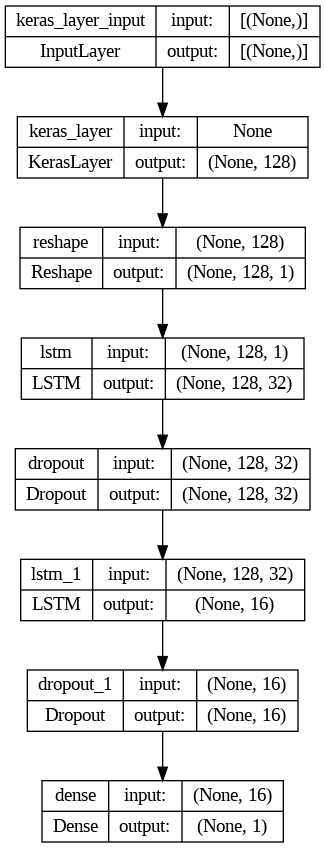 keras_layer_input input: [(None,)]
InputLayer output: [(None,)]
keras_layer input: None
KerasLayer output: (None, 128)
reshape input: (None, 128)
Reshape output: (None, 128, 1)
lstm input: (None, 128, 1)
LSTM output: (None, 128, 32)
dropout input: (None, 128, 32)
Dropout output: (None, 128, 32)
lstm_1 input: (None, 128, 32)
LSTM output: (None, 16)
dropout_1 input: (None, 16)
Dropout output: (None, 16)
dense input: (None, 16)
Dense output: (None, 1)